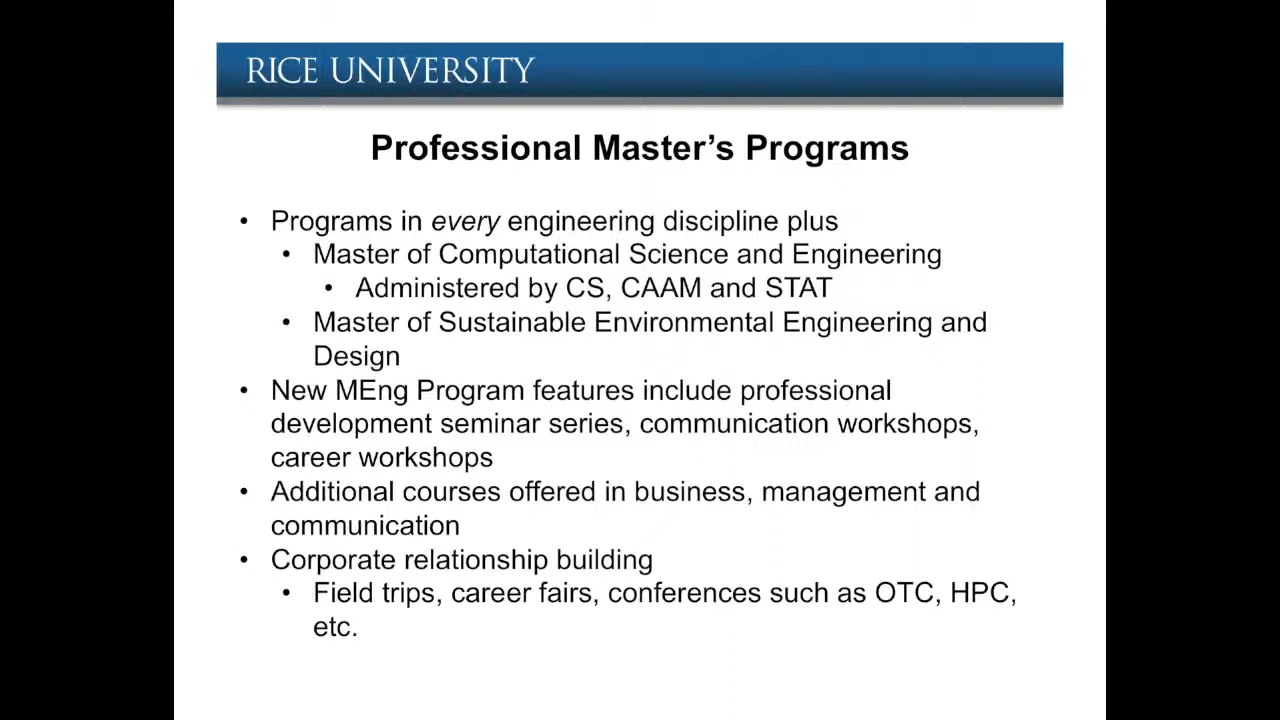 RICE UNIVERSITY
Professional Master’s Programs
• Programs in every engineering discipline plus
• Master of Computational Science and Engineering
• Administered by CS, CAAM and STAT
• Master of Sustainable Environmental Engineering and
Design
• New MEng Program features include professional
development seminar series, communication workshops,
career workshops
• Additional courses offered in business, management and
communication
• Corporate relationship building
• Field trips, career fairs, conferences such as OTC, HPC,
etc.